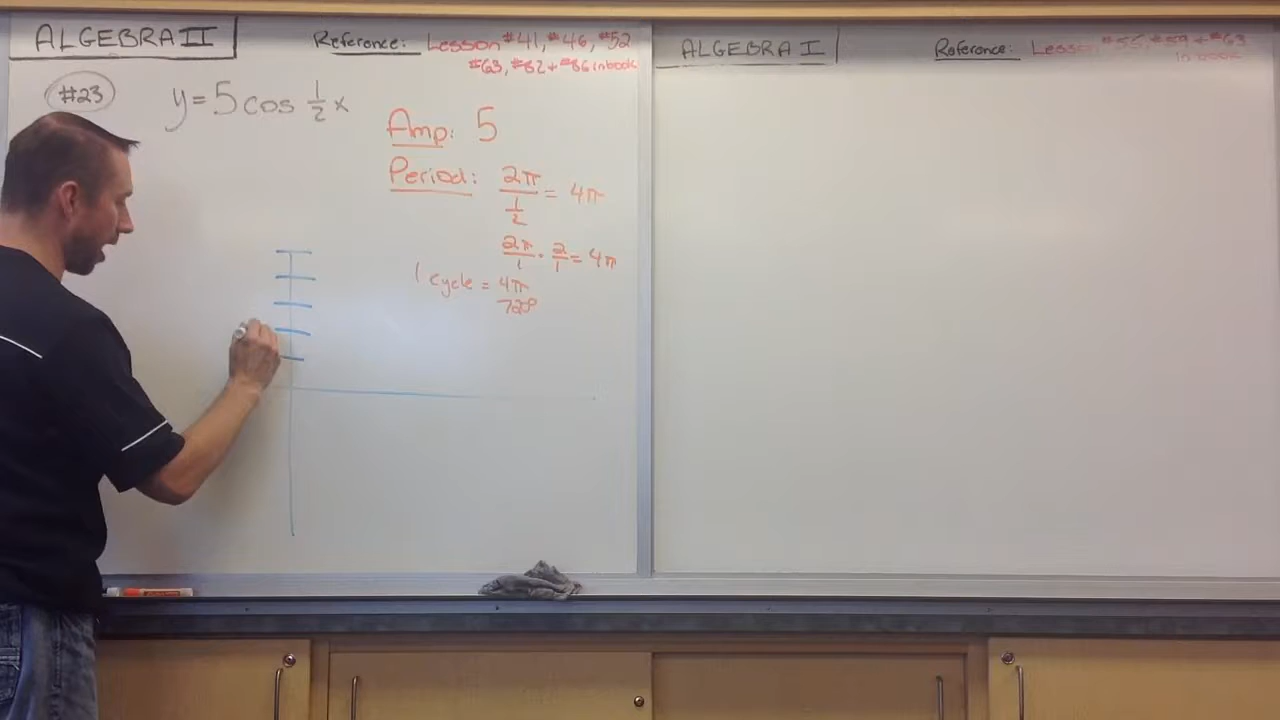 ALGEBRA II
Reference: Lesson #41, #46, #52
#63, #82 + #86 in book
#23
y = 5 cos 1/2 x
Amp: 5
Period: 2π / 1/2 = 4π
2π/1 · 2/1 = 4π
1 cycle = 4π
720°
ALGEBRA I
Reference: Lesson #55, #59 + #63
in book